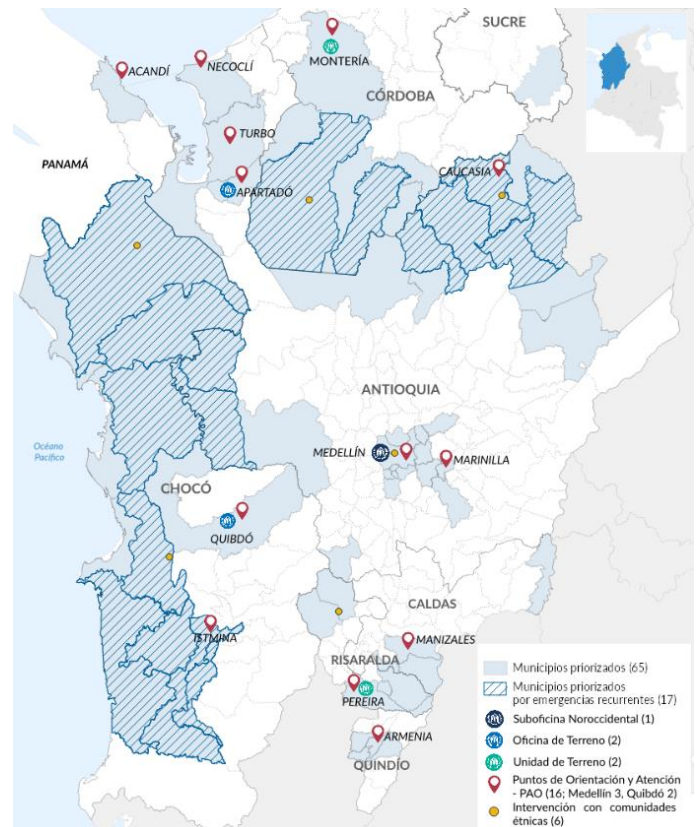 SUCRE
MONTERÍA
NECOCLÍ
ACANDÍ
CÓRDOBA
TURBO
PANAMÁ
CAUCASIA
APARTADÓ
ANTIOQUIA
Océano
Pacífico
MEDELLÍN
MARINILLA
CHOCÓ
QUIBDÓ
CALDAS
ISTMINA
MANIZALES
RISARALDA
PEREIRA
ARMENIA
QUINDÍO
Municipios priorizados (65)
Municipios priorizados
por emergencias recurrentes (17)
Suboficina Noroccidental (1)
Oficina de Terreno (2)
Unidad de Terreno (2)
Puntos de Orientación y Atención
- PAO (16; Medellín 3, Quibdó 2)
Intervención con comunidades
étnicas (6)